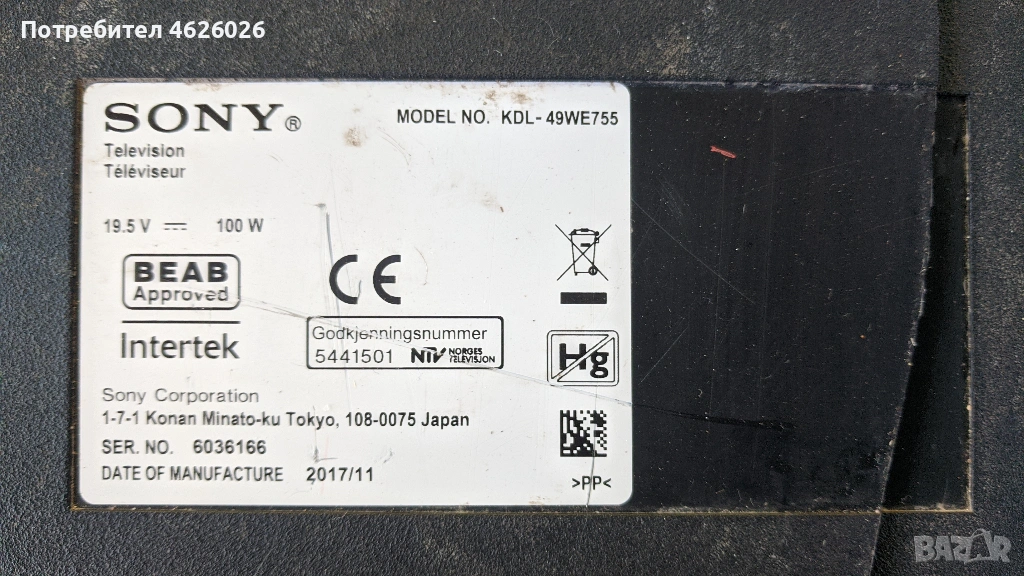 Потребител 4626026
SONY®
MODEL NO. KDL-49WE755
Television
Téléviseur
19.5 V 100 W
BEAB
Approved
Intertek
CE
Godkjenningsnummer
5441501 NTV NORGES TELEVISJON
Hg
Sony Corporation
1-7-1 Konan Minato-ku Tokyo, 108-0075 Japan
SER. NO. 6036166
DATE OF MANUFACTURE 2017/11
>PP<
BAZAR